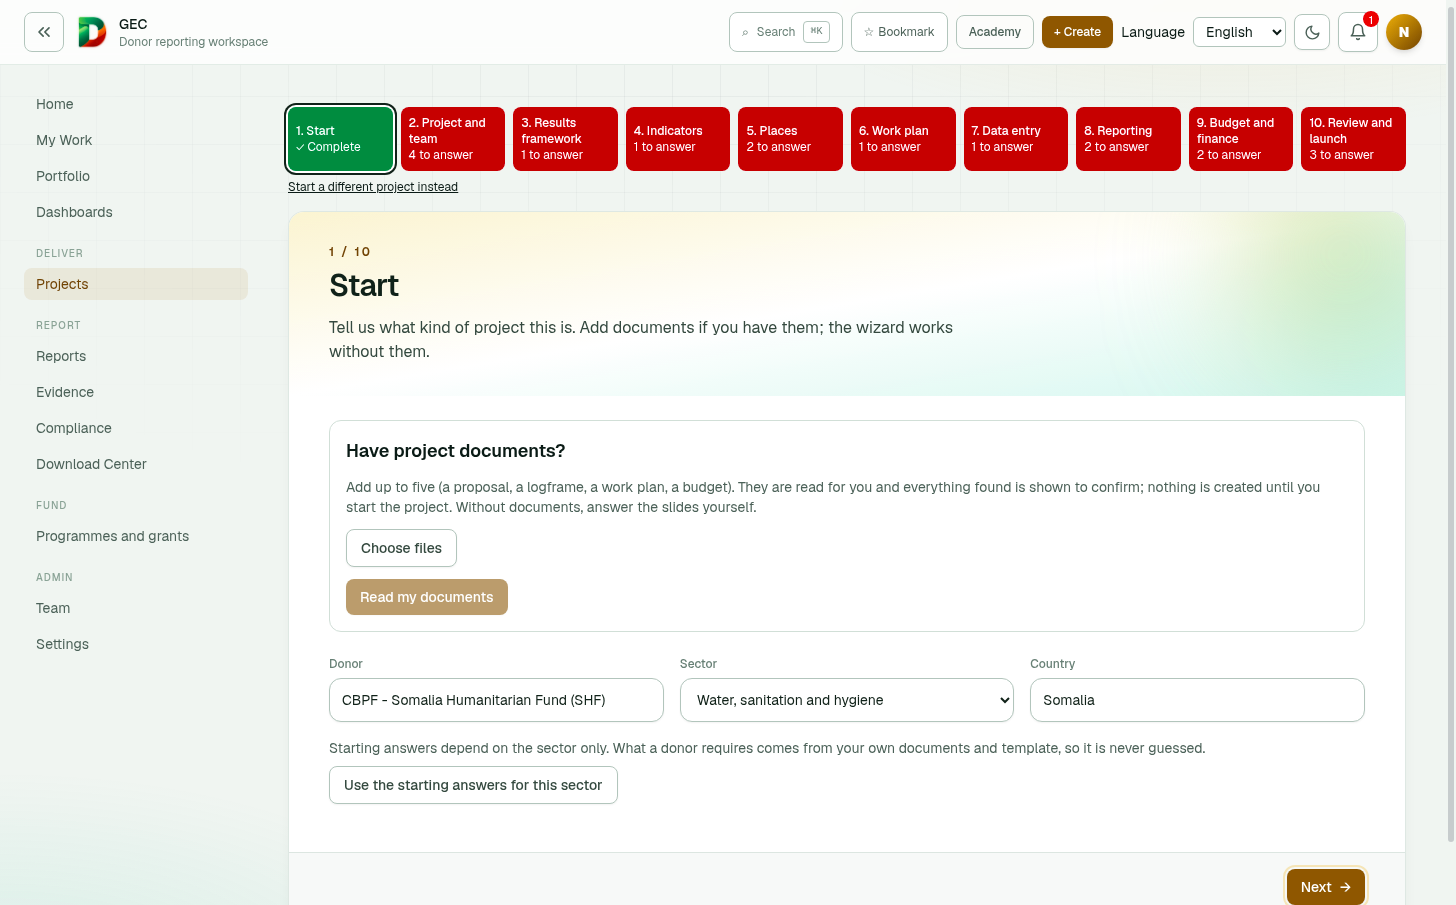 GEC
Donor reporting workspace
Search ⌘K
☆ Bookmark
Academy
+ Create
Language
English
1
N
Home
My Work
Portfolio
Dashboards
DELIVER
Projects
REPORT
Reports
Evidence
Compliance
Download Center
FUND
Programmes and grants
ADMIN
Team
Settings
1. Start
✓ Complete
2. Project and
team
4 to answer
3. Results
framework
1 to answer
4. Indicators
1 to answer
5. Places
2 to answer
6. Work plan
1 to answer
7. Data entry
1 to answer
8. Reporting
2 to answer
9. Budget and
finance
2 to answer
10. Review and
launch
3 to answer
Start a different project instead
1 / 10
Start
Tell us what kind of project this is. Add documents if you have them; the wizard works
without them.
Have project documents?
Add up to five (a proposal, a logframe, a work plan, a budget). They are read for you and everything found is shown to confirm; nothing is created until you
start the project. Without documents, answer the slides yourself.
Choose files
Read my documents
Donor
CBPF - Somalia Humanitarian Fund (SHF)
Sector
Water, sanitation and hygiene
Country
Somalia
Starting answers depend on the sector only. What a donor requires comes from your own documents and template, so it is never guessed.
Use the starting answers for this sector
Next →